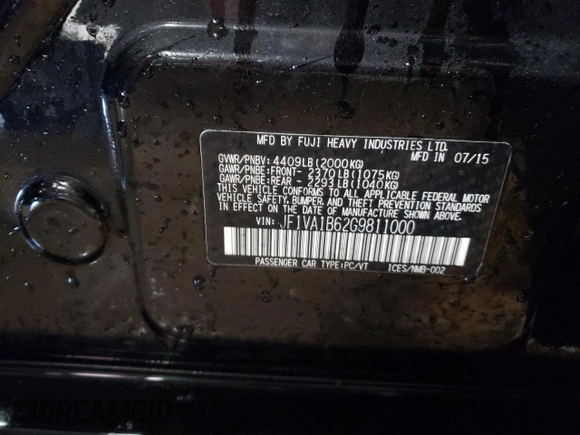 MFD BY FUJI HEAVY INDUSTRIES LTD.
GVWR/PNBV: 4409LB(2000KG) MFD IN 07/15
GAWR/PNBE:FRONT- 2370LB(1075KG)
GAWR/PNBE:REAR - 2293LB(1040KG)
THIS VEHICLE CONFORMS TO ALL APPLICABLE FEDERAL MOTOR
VEHICLE SAFETY, BUMPER, AND THEFT PREVENTION STANDARDS
IN EFFECT ON THE DATE OF MANUFACTURE SHOWN ABOVE.
VIN: JF1VA1B62G9811000
PASSENGER CAR TYPE:PC/VT ICES/NMB-002
DREAMBID